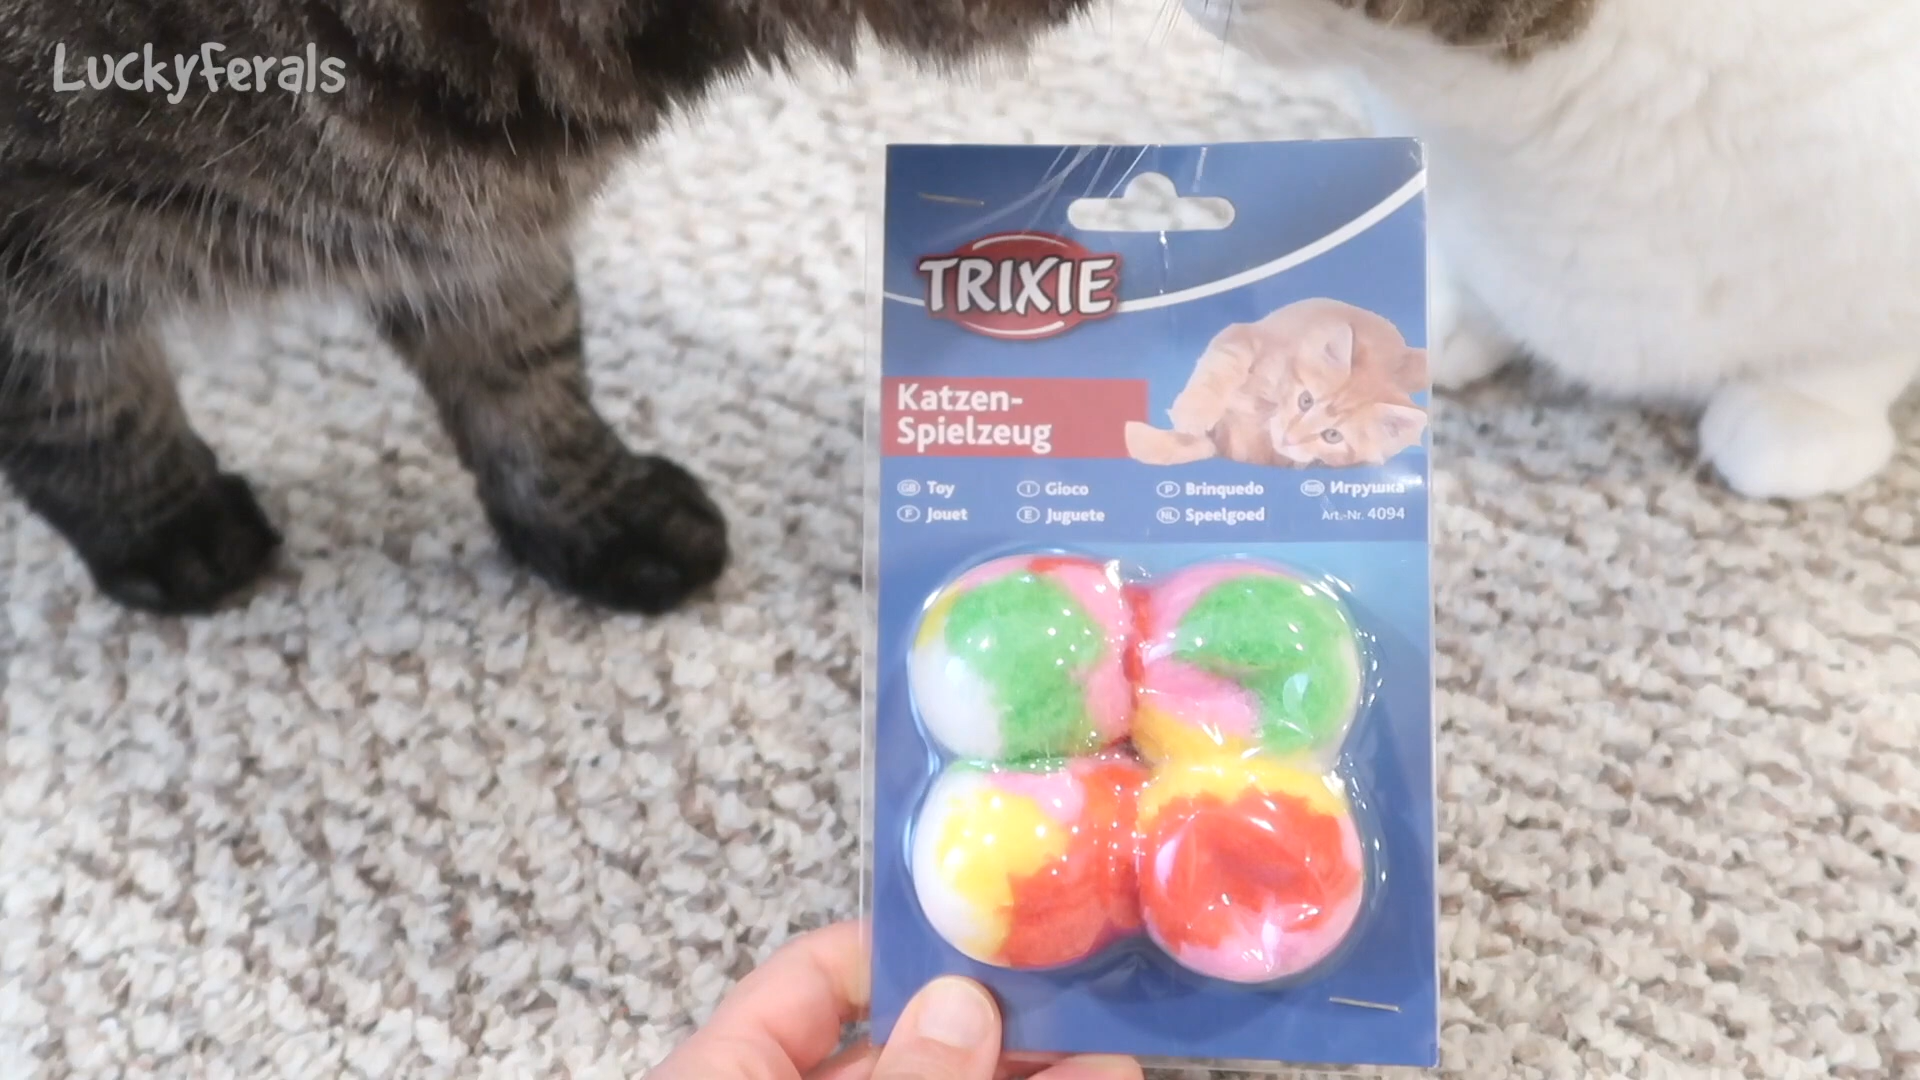 LuckyFerals
TRIXIE
Katzen-
Spielzeug
GB Toy
I Gioco
P Brinquedo
RUS Игрушка
F Jouet
E Juguete
NL Speelgoed
Art.-Nr. 4094